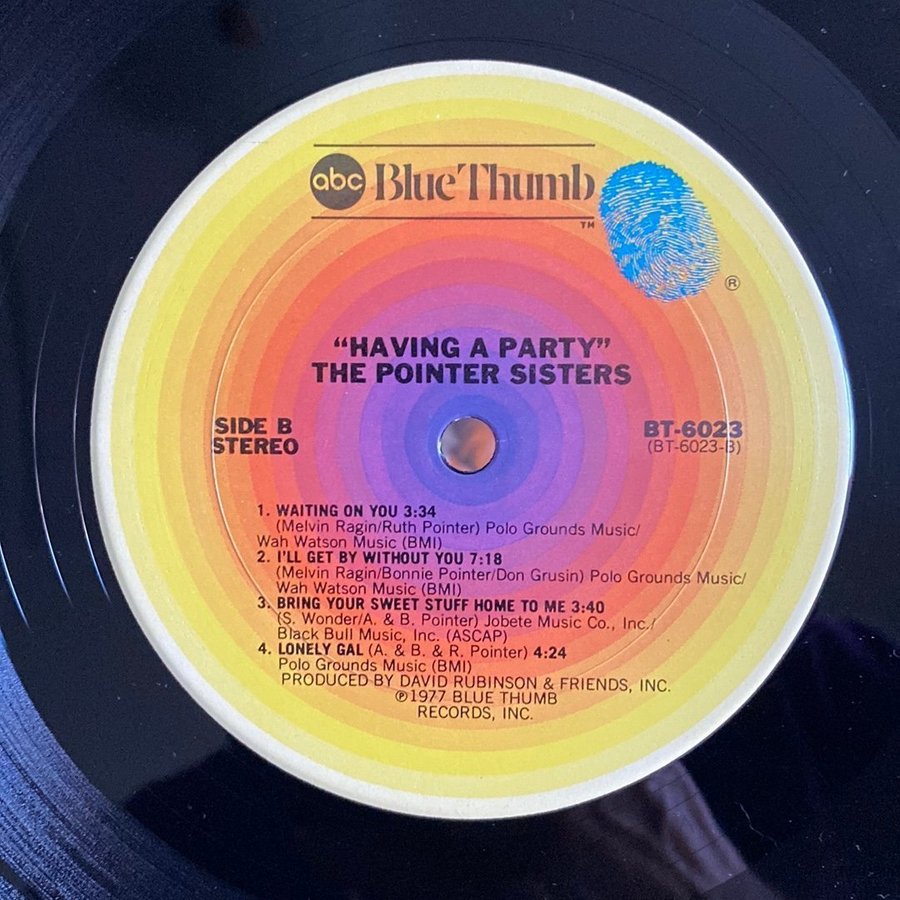 abc Blue Thumb
TM
®
"HAVING A PARTY"
THE POINTER SISTERS
SIDE B
STEREO
BT-6023
(BT-6023-B)
1. WAITING ON YOU 3:34
(Melvin Ragin/Ruth Pointer) Polo Grounds Music/
Wah Watson Music (BMI)
2. I'LL GET BY WITHOUT YOU 7:18
(Melvin Ragin/Bonnie Pointer/Don Grusin) Polo Grounds Music/
Wah Watson Music (BMI)
3. BRING YOUR SWEET STUFF HOME TO ME 3:40
(S. Wonder/A. & B. Pointer) Jobete Music Co., Inc./
Black Bull Music, Inc. (ASCAP)
4. LONELY GAL (A. & B. & R. Pointer) 4:24
Polo Grounds Music (BMI)
PRODUCED BY DAVID RUBINSON & FRIENDS, INC.
℗1977 BLUE THUMB
RECORDS, INC.